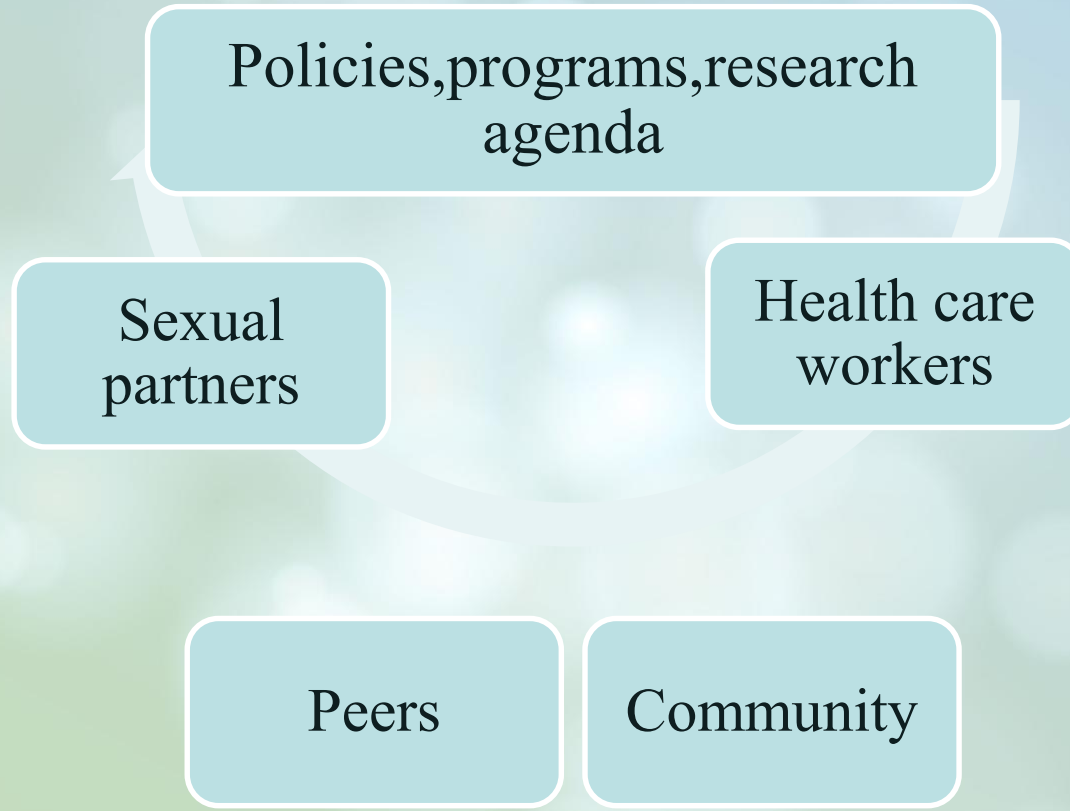 Policies,programs,research
agenda
Sexual
partners
Health care
workers
Peers
Community